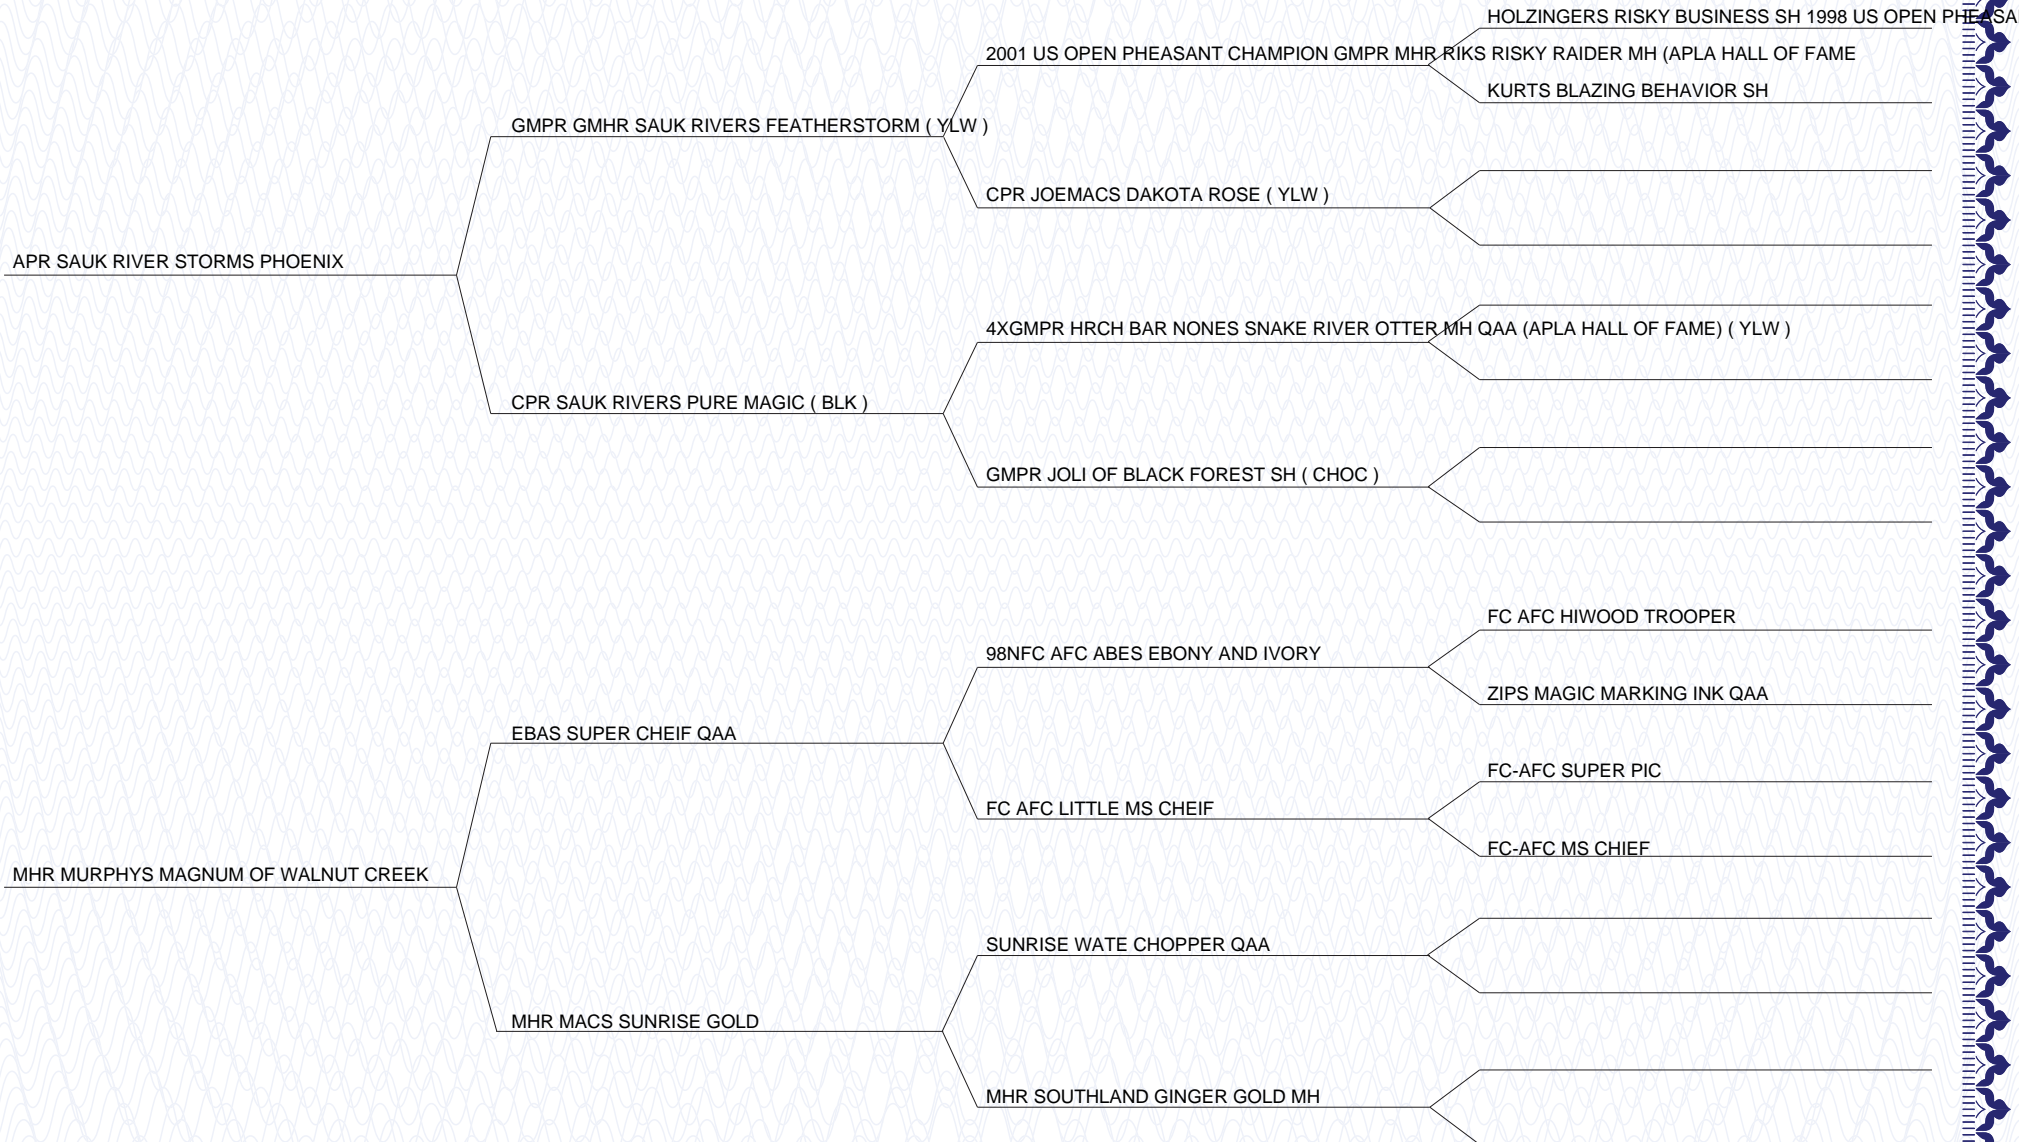 HOLZINGERS RISKY BUSINESS SH 1998 US OPEN PHEASA
2001 US OPEN PHEASANT CHAMPION GMPR MHR RIKS RISKY RAIDER MH (APLA HALL OF FAME
KURTS BLAZING BEHAVIOR SH
GMPR GMHR SAUK RIVERS FEATHERSTORM ( YLW )
CPR JOEMACS DAKOTA ROSE ( YLW )
APR SAUK RIVER STORMS PHOENIX
4XGMPR HRCH BAR NONES SNAKE RIVER OTTER MH QAA (APLA HALL OF FAME) ( YLW )
CPR SAUK RIVERS PURE MAGIC ( BLK )
GMPR JOLI OF BLACK FOREST SH ( CHOC )
FC AFC HIWOOD TROOPER
98NFC AFC ABES EBONY AND IVORY
ZIPS MAGIC MARKING INK QAA
EBAS SUPER CHEIF QAA
FC-AFC SUPER PIC
FC AFC LITTLE MS CHEIF
FC-AFC MS CHIEF
MHR MURPHYS MAGNUM OF WALNUT CREEK
SUNRISE WATE CHOPPER QAA
MHR MACS SUNRISE GOLD
MHR SOUTHLAND GINGER GOLD MH